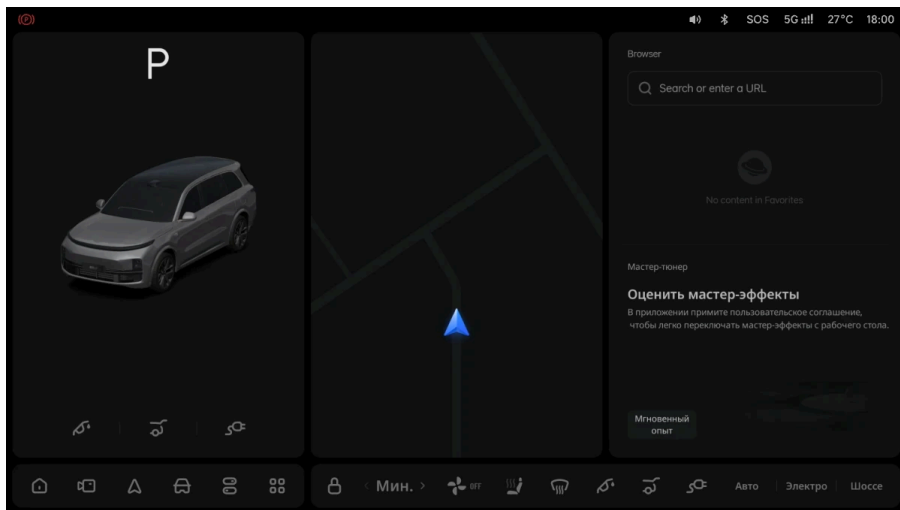 (P)
SOS
5G
27°C
18:00
P
Browser
Search or enter a URL
No content in Favorites
Мастер-тюнер
Оценить мастер-эффекты
В приложении примите пользовательское соглашение,
чтобы легко переключать мастер-эффекты с рабочего стола.
Мгновенный
опыт
Мин.
OFF
Авто
Электро
Шоссе